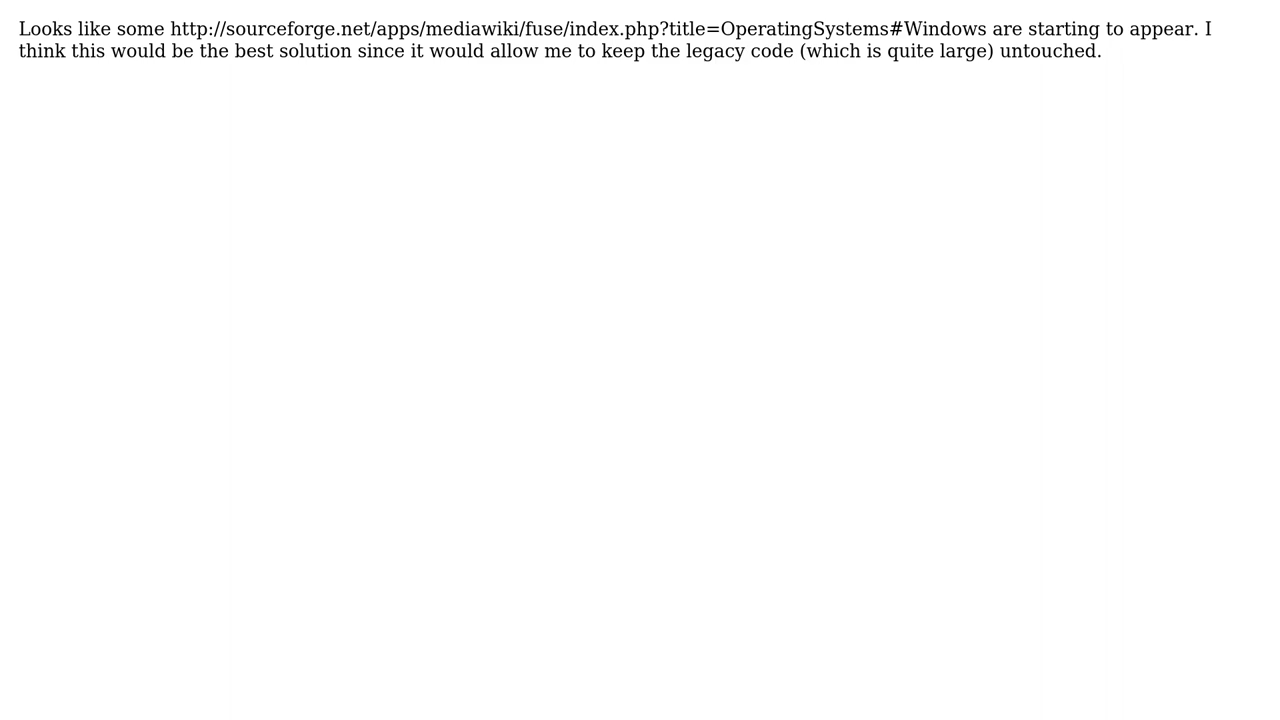 Looks like some http://sourceforge.net/apps/mediawiki/fuse/index.php?title=OperatingSystems#Windows are starting to appear. I
think this would be the best solution since it would allow me to keep the legacy code (which is quite large) untouched.